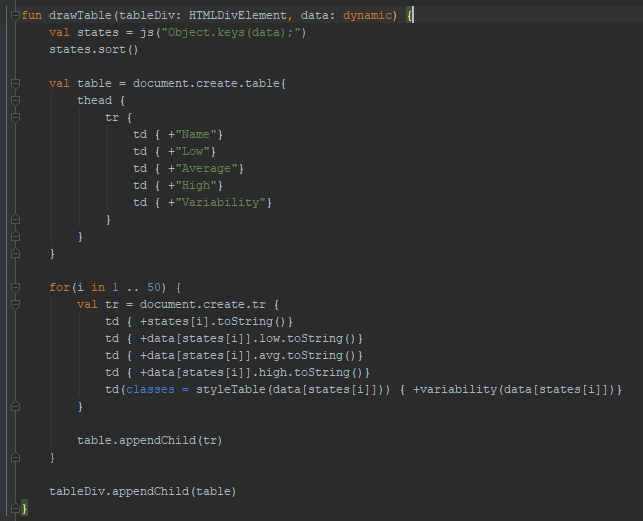 fun drawTable(tableDiv: HTMLDivElement, data: dynamic) {
    val states = js("Object.keys(data);")
    states.sort()

    val table = document.create.table{
        thead {
            tr {
                td { +"Name"}
                td { +"Low"}
                td { +"Average"}
                td { +"High"}
                td { +"Variability"}
            }
        }
    }

    for(i in 1 .. 50) {
        val tr = document.create.tr {
            td { +states[i].toString()}
            td { +data[states[i]].low.toString()}
            td { +data[states[i]].avg.toString()}
            td { +data[states[i]].high.toString()}
            td(classes = styleTable(data[states[i]])) { +variability(data[states[i]])}
        }

        table.appendChild(tr)
    }

    tableDiv.appendChild(table)
}